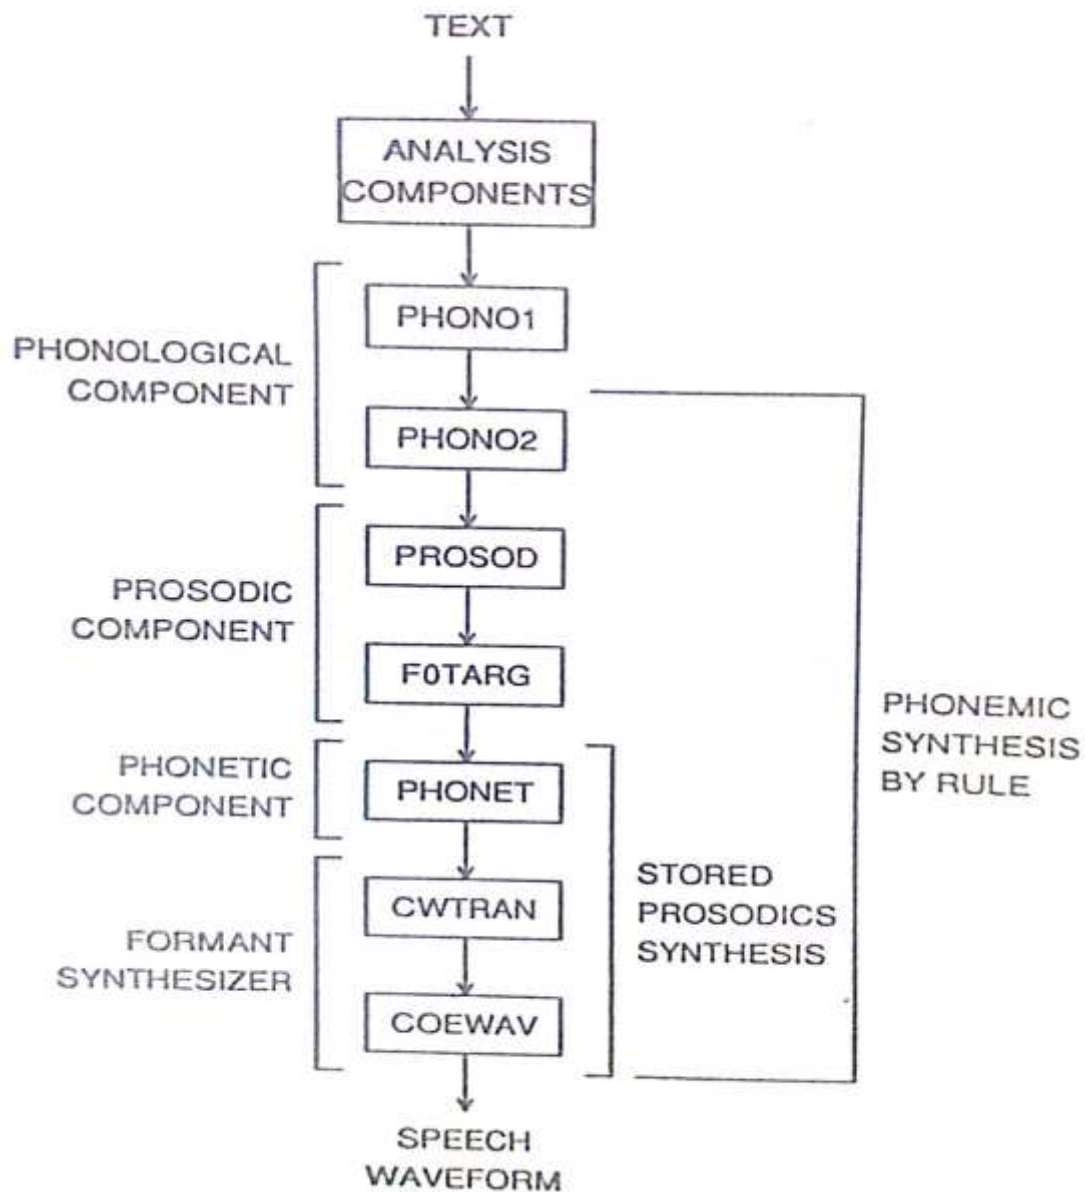 TEXT
ANALYSIS
COMPONENTS
PHONO1
PHONOLOGICAL
COMPONENT
PHONO2
PROSOD
PROSODIC
COMPONENT
F0TARG
PHONEMIC
SYNTHESIS
BY RULE
PHONETIC
COMPONENT
PHONET
STORED
PROSODICS
SYNTHESIS
CWTRAN
FORMANT
SYNTHESIZER
COEWAV
SPEECH
WAVEFORM